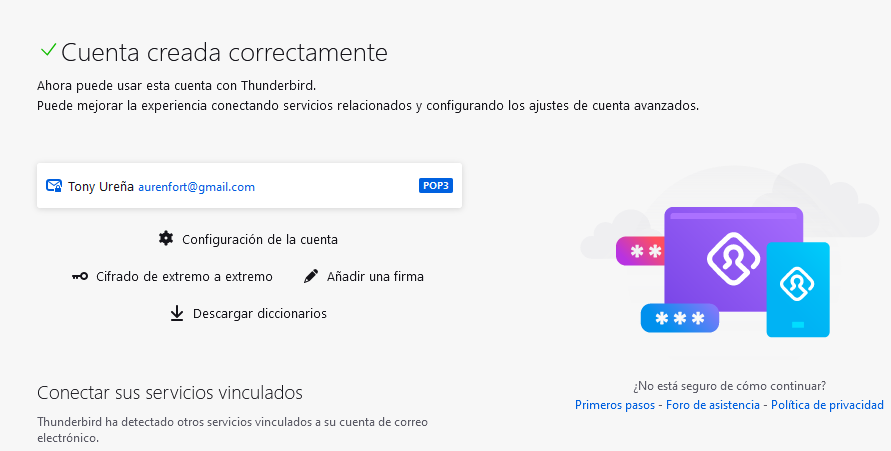 Cuenta creada correctamente
Ahora puede usar esta cuenta con Thunderbird.
Puede mejorar la experiencia conectando servicios relacionados y configurando los ajustes de cuenta avanzados.
Tony Ureña aurenfort@gmail.com POP3
Configuración de la cuenta
Cifrado de extremo a extremo Añadir una firma
Descargar diccionarios
Conectar sus servicios vinculados
Thunderbird ha detectado otros servicios vinculados a su cuenta de correo
electrónico.
¿No está seguro de cómo continuar?
Primeros pasos - Foro de asistencia - Política de privacidad